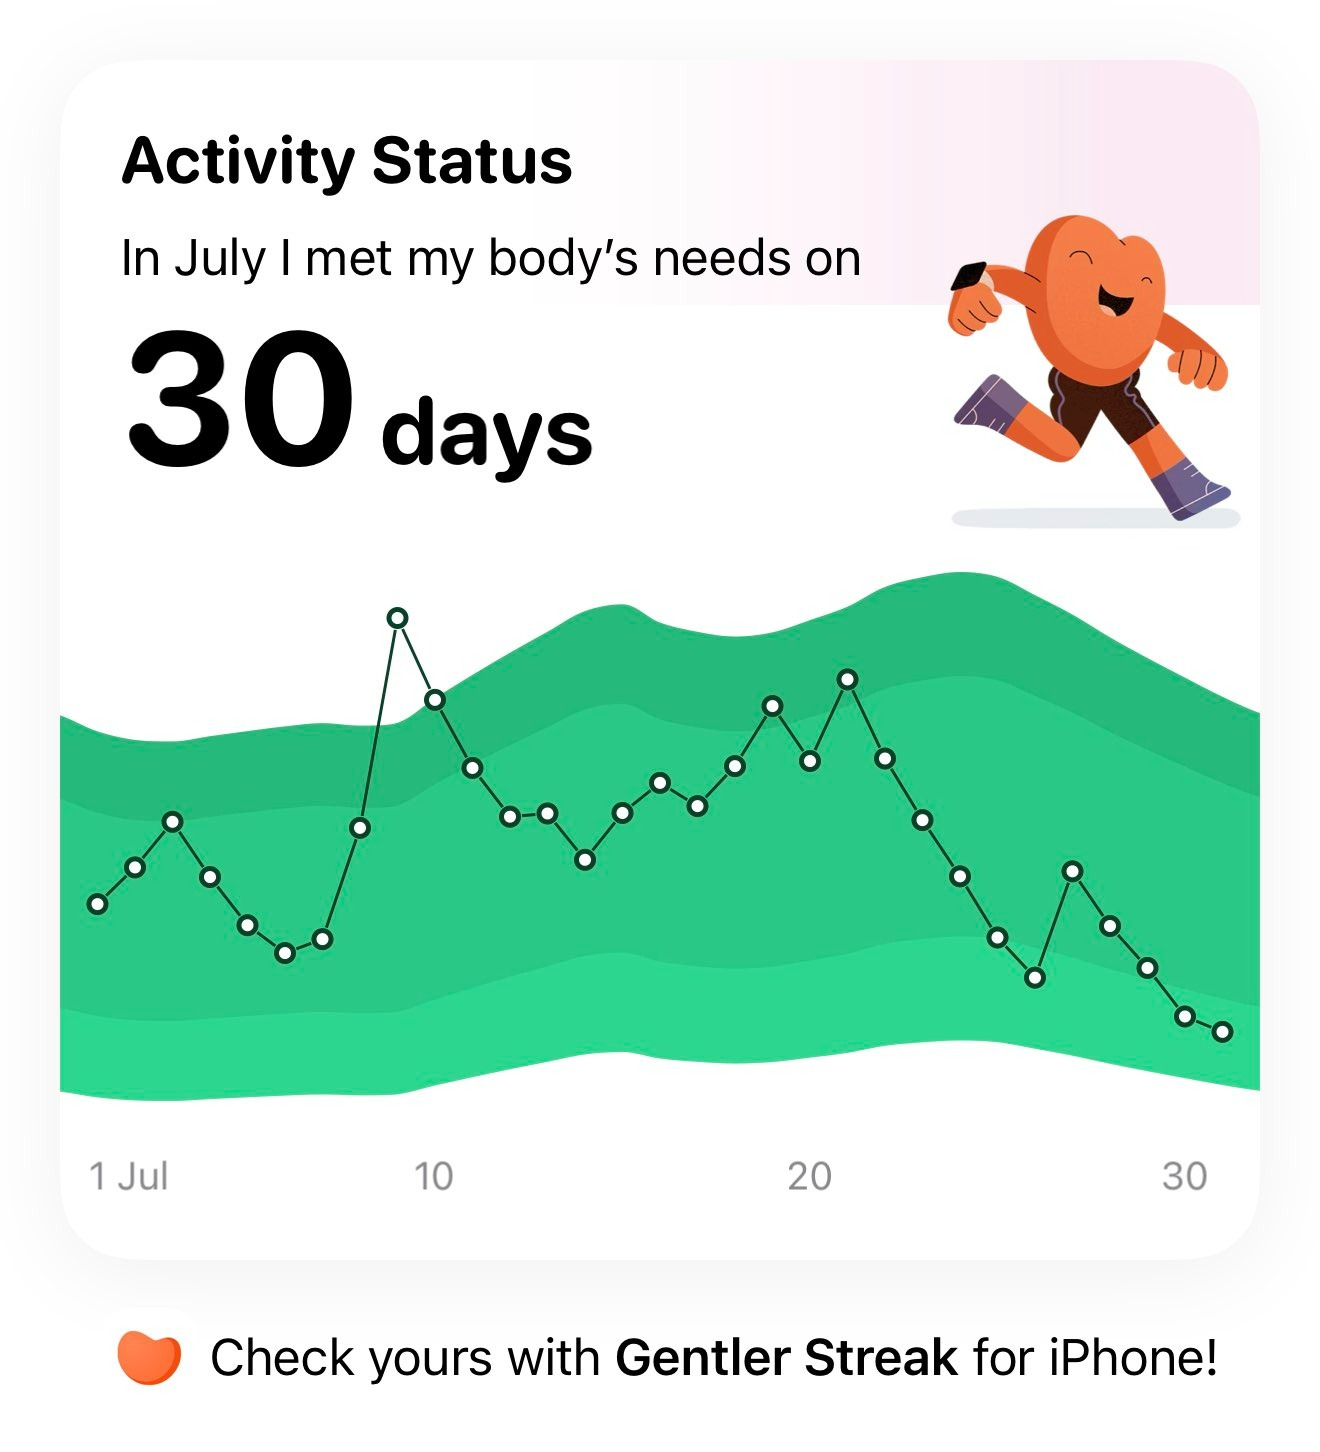 Activity Status
In July I met my body’s needs on
30 days
1 Jul 10 20 30
Check yours with Gentler Streak for iPhone!